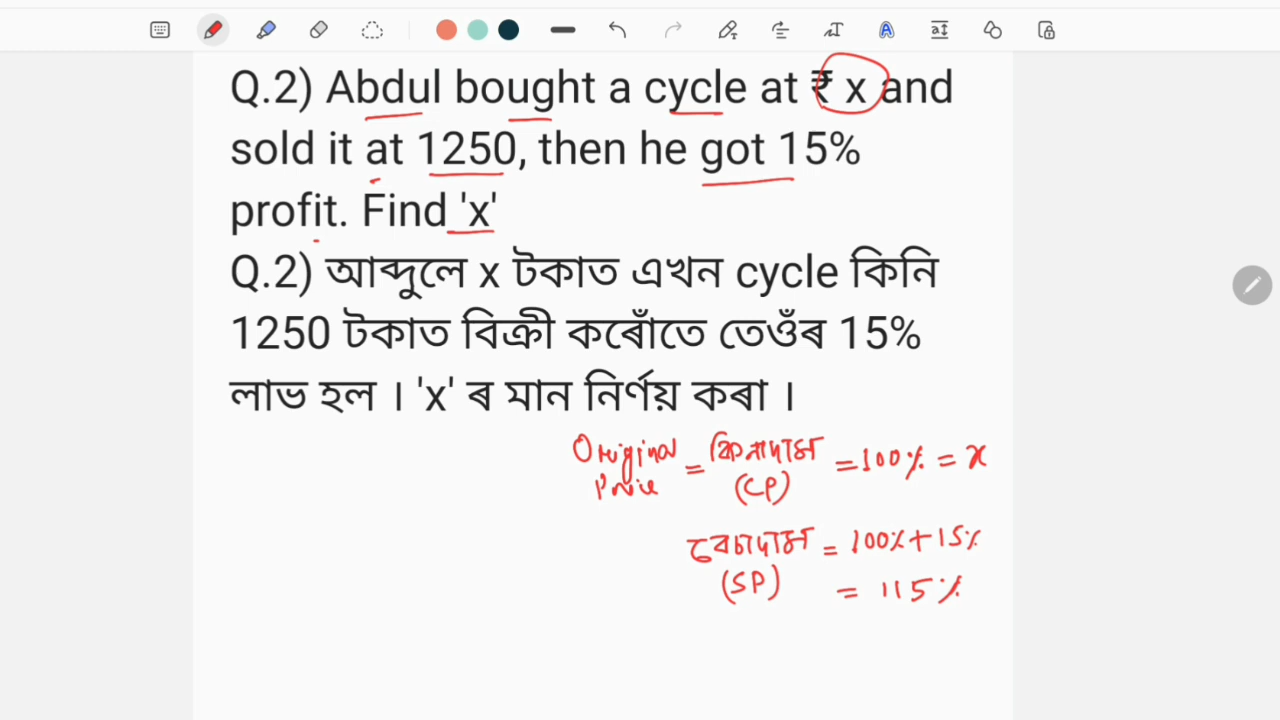 Q.2) Abdul bought a cycle at ₹ x and
sold it at 1250, then he got 15%
profit. Find 'x'
Q.2) আব্দুলে x টকাত এখন cycle কিনি
1250 টকাত বিক্ৰী কৰোঁতে তেওঁৰ 15%
লাভ হল । 'x' ৰ মান নিৰ্ণয় কৰা ।
Original Price = কিনাদাম (CP) = 100% = x
বেচাদাম (SP) = 100% + 15%
= 115%